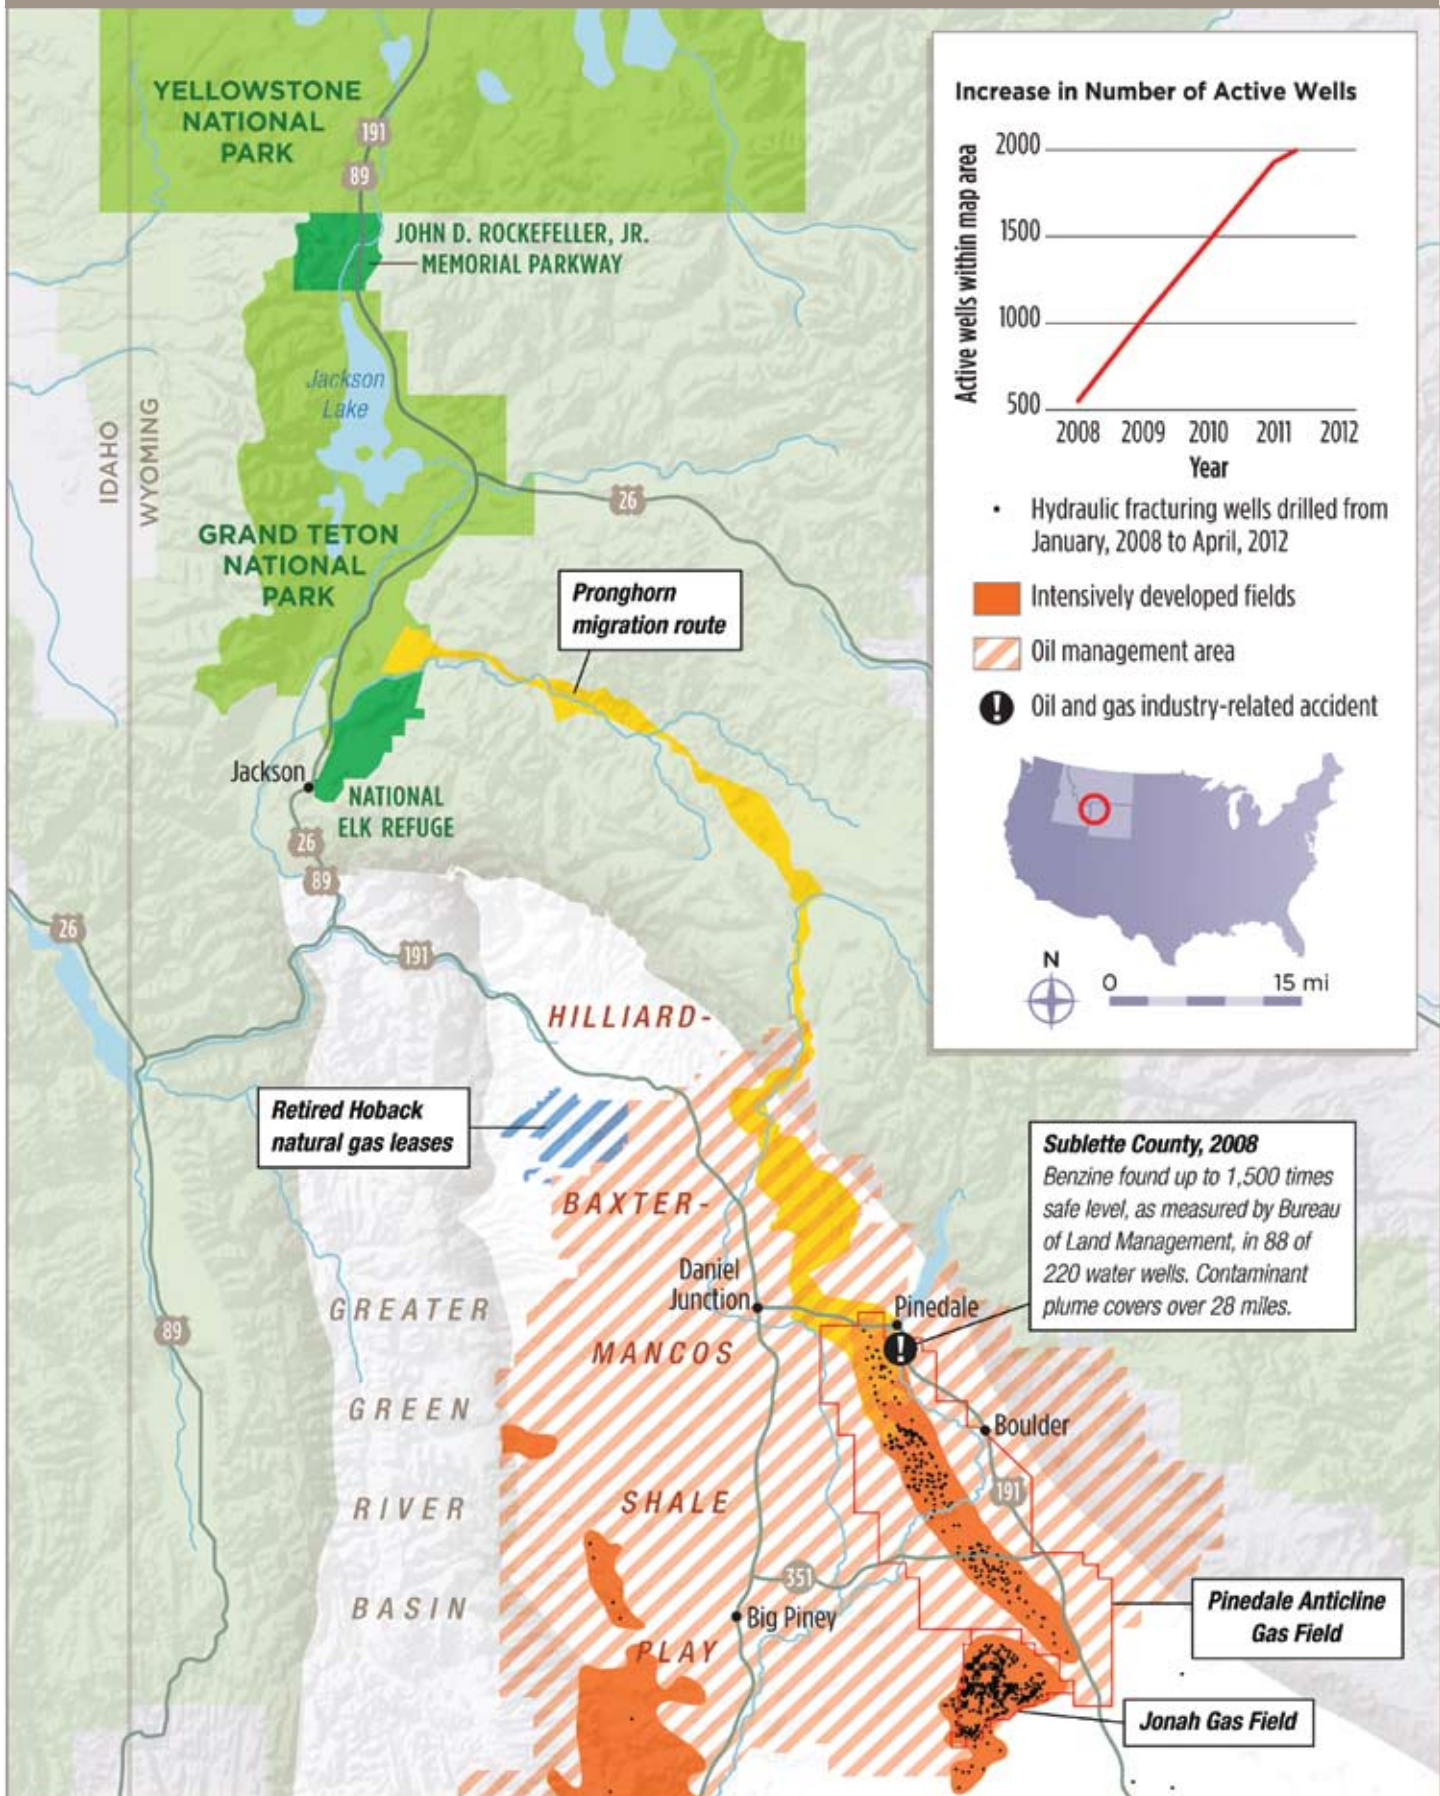 YELLOWSTONE
NATIONAL
PARK
191
89
JOHN D. ROCKEFELLER, JR.
MEMORIAL PARKWAY
Jackson
Lake
IDAHO
WYOMING
26
GRAND TETON
NATIONAL
PARK
Pronghorn
migration route
Jackson
NATIONAL
ELK REFUGE
26
89
26
191
HILLIARD-
Retired Hoback
natural gas leases
BAXTER-
Daniel
Junction
Pinedale
GREATER
89
MANCOS
GREEN
Boulder
191
RIVER
SHALE
351
BASIN
Big Piney
PLAY
Increase in Number of Active Wells
Active wells within map area
2000
1500
1000
500
2008 2009 2010 2011 2012
Year
Hydraulic fracturing wells drilled from
January, 2008 to April, 2012
Intensively developed fields
Oil management area
! Oil and gas industry-related accident
N
0 15 mi
Sublette County, 2008
Benzine found up to 1,500 times
safe level, as measured by Bureau
of Land Management, in 88 of
220 water wells. Contaminant
plume covers over 28 miles.
!
Pinedale Anticline
Gas Field
Jonah Gas Field